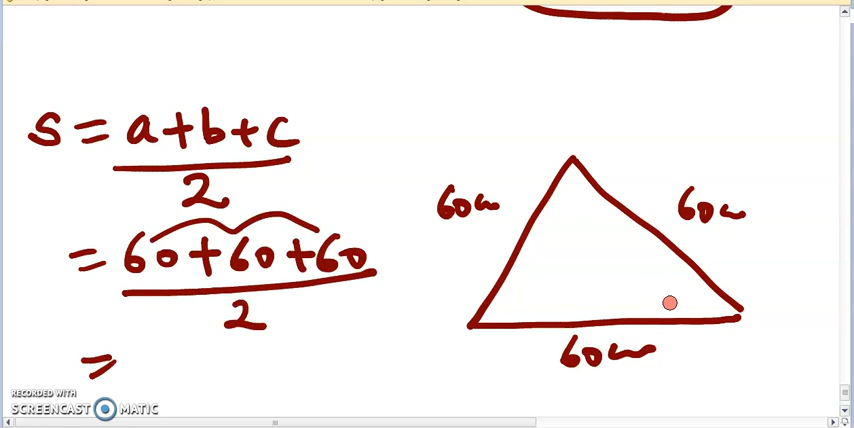 S = a+b+c
2
= 60+60+60
2
=
60cm
60cm
60cm
RECORDED WITH
SCREENCAST MATIC